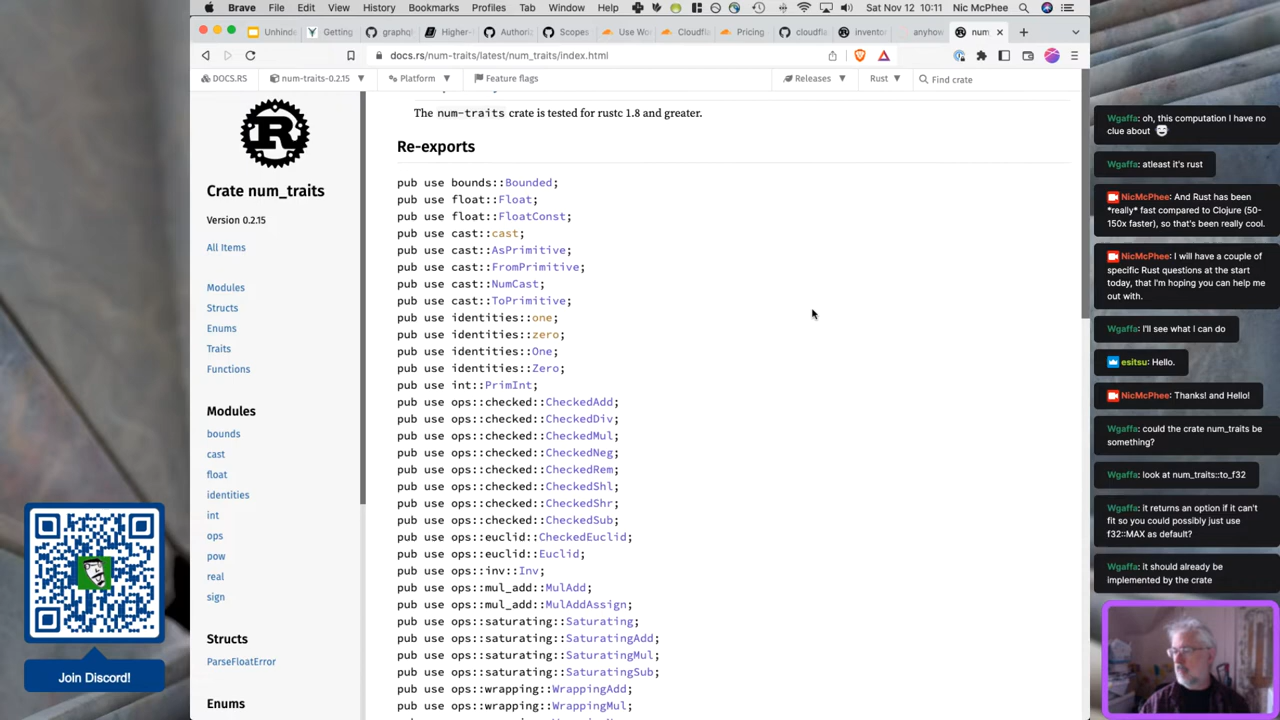 Brave File Edit View History Bookmarks Profiles Tab Window Help Sat Nov 12 10:11 Nic McPhee
Unhind Getting graphq Higher- Authori Scopes Use Wo Cloudfl Pricing cloudfla inventor anyhow num
docs.rs/num-traits/latest/num_traits/index.html
DOCS.RS num-traits-0.2.15 Platform Feature flags Releases Rust Find crate
The num-traits crate is tested for rustc 1.8 and greater.
Re-exports
pub use bounds::Bounded;
pub use float::Float;
pub use float::FloatConst;
pub use cast::cast;
pub use cast::AsPrimitive;
pub use cast::FromPrimitive;
pub use cast::NumCast;
pub use cast::ToPrimitive;
pub use identities::one;
pub use identities::zero;
pub use identities::One;
pub use identities::Zero;
pub use int::PrimInt;
pub use ops::checked::CheckedAdd;
pub use ops::checked::CheckedDiv;
pub use ops::checked::CheckedMul;
pub use ops::checked::CheckedNeg;
pub use ops::checked::CheckedRem;
pub use ops::checked::CheckedShl;
pub use ops::checked::CheckedShr;
pub use ops::checked::CheckedSub;
pub use ops::euclid::CheckedEuclid;
pub use ops::euclid::Euclid;
pub use ops::inv::Inv;
pub use ops::mul_add::MulAdd;
pub use ops::mul_add::MulAddAssign;
pub use ops::saturating::Saturating;
pub use ops::saturating::SaturatingAdd;
pub use ops::saturating::SaturatingMul;
pub use ops::saturating::SaturatingSub;
pub use ops::wrapping::WrappingAdd;
pub use ops::wrapping::WrappingMul;
Crate num_traits
Version 0.2.15
All Items
Modules
Structs
Enums
Traits
Functions
Modules
bounds
cast
float
identities
int
ops
pow
real
sign
Structs
ParseFloatError
Enums
Join Discord!
Wgaffa: oh, this computation I have no
clue about
Wgaffa: atleast it's rust
NicMcPhee: And Rust has been
*really* fast compared to Clojure (50-
150x faster), so that's been really cool.
NicMcPhee: I will have a couple of
specific Rust questions at the start
today, that I'm hoping you can help me
out with.
Wgaffa: I'll see what I can do
esitsu: Hello.
NicMcPhee: Thanks! and Hello!
Wgaffa: could the crate num_traits be
something?
Wgaffa: look at num_traits::to_f32
Wgaffa: it returns an option if it can't
fit so you could possibly just use
f32::MAX as default?
Wgaffa: it should already be
implemented by the crate